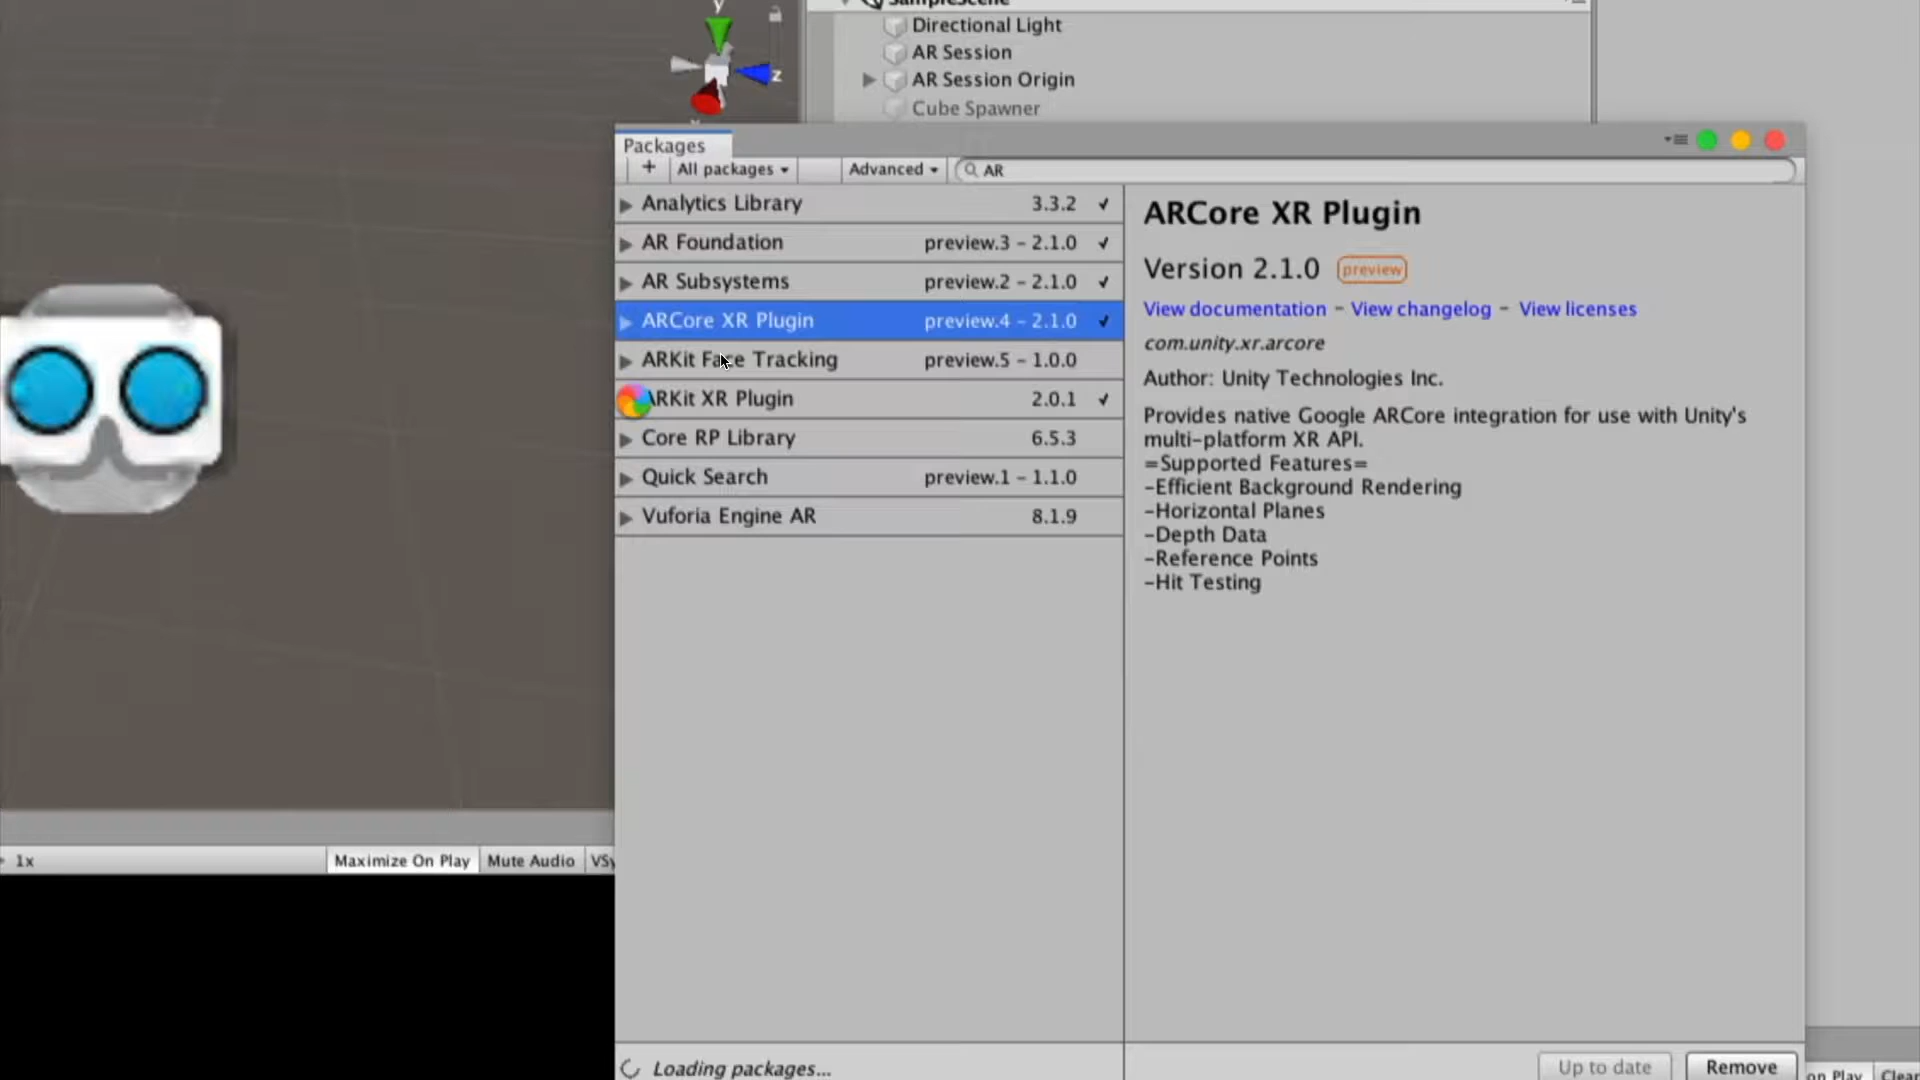 y
SampleScene
Directional Light
AR Session
z
AR Session Origin
Cube Spawner
Packages
+ All packages Advanced AR
Analytics Library 3.3.2 ✓
AR Foundation preview.3 – 2.1.0 ✓
AR Subsystems preview.2 – 2.1.0 ✓
ARCore XR Plugin preview.4 – 2.1.0 ✓
ARKit Face Tracking preview.5 – 1.0.0
ARKit XR Plugin 2.0.1 ✓
Core RP Library 6.5.3
Quick Search preview.1 – 1.1.0
Vuforia Engine AR 8.1.9
ARCore XR Plugin
Version 2.1.0 preview
View documentation - View changelog - View licenses
com.unity.xr.arcore
Author: Unity Technologies Inc.
Provides native Google ARCore integration for use with Unity's
multi-platform XR API.
=Supported Features=
-Efficient Background Rendering
-Horizontal Planes
-Depth Data
-Reference Points
-Hit Testing
1x Maximize On Play Mute Audio VSy
Loading packages...
Up to date Remove
on Play Clear